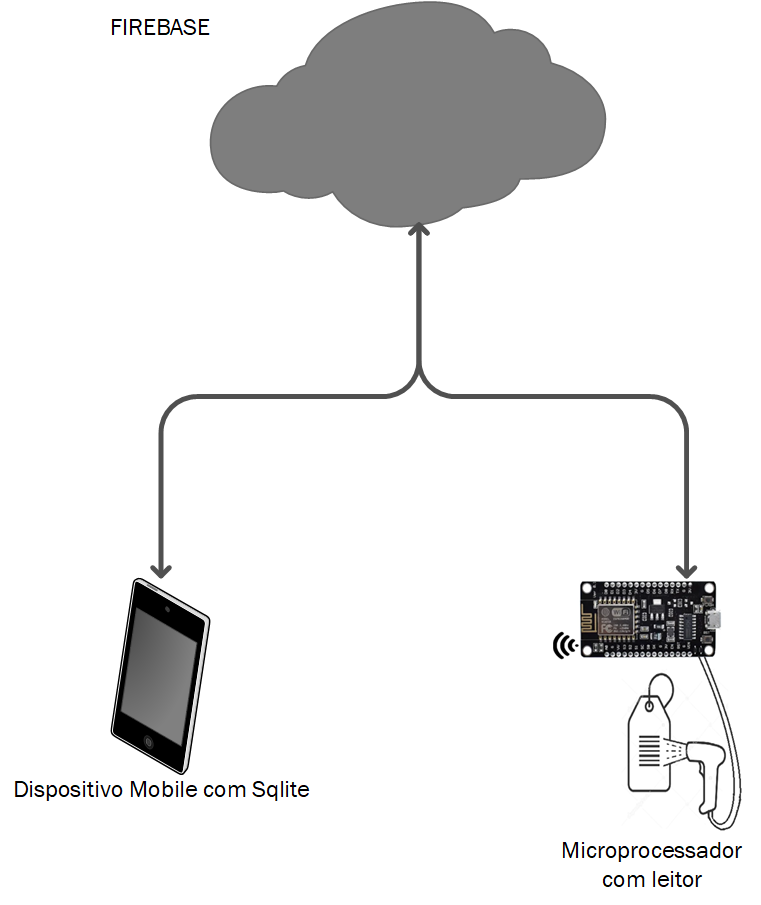 FIREBASE
Dispositivo Mobile com Sqlite
Microprocessador
com leitor